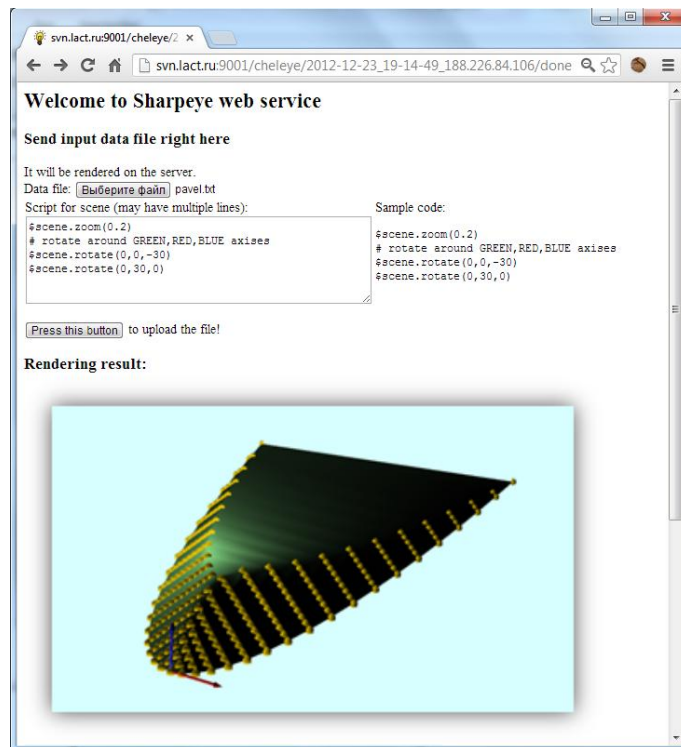 svn.lact.ru:9001/cheleye/2
svn.lact.ru:9001/cheleye/2012-12-23_19-14-49_188.226.84.106/done
Welcome to Sharpeye web service
Send input data file right here
It will be rendered on the server.
Data file: Выберите файл pavel.txt
Script for scene (may have multiple lines):
$scene.zoom(0.2)
# rotate around GREEN,RED,BLUE axises
$scene.rotate(0,0,-30)
$scene.rotate(0,30,0)
Sample code:
$scene.zoom(0.2)
# rotate around GREEN,RED,BLUE axises
$scene.rotate(0,0,-30)
$scene.rotate(0,30,0)
Press this button to upload the file!
Rendering result: